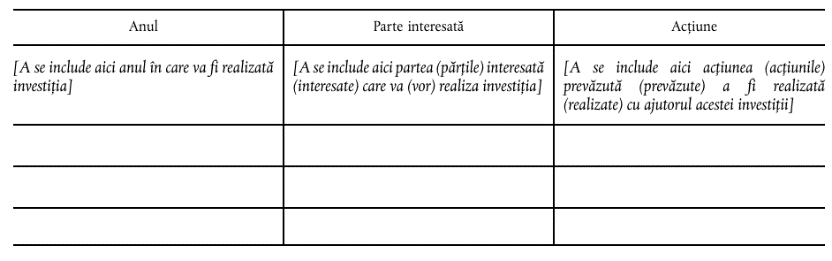 Anul Parte interesată Acțiune
[A se include aici anul în care va fi realizată
investiția]
[A se include aici partea (părțile) interesată
(interesate) care va (vor) realiza investiția]
[A se include aici acțiunea (acțiunile)
prevăzută (prevăzute) a fi realizată
(realizate) cu ajutorul acestei investiții]